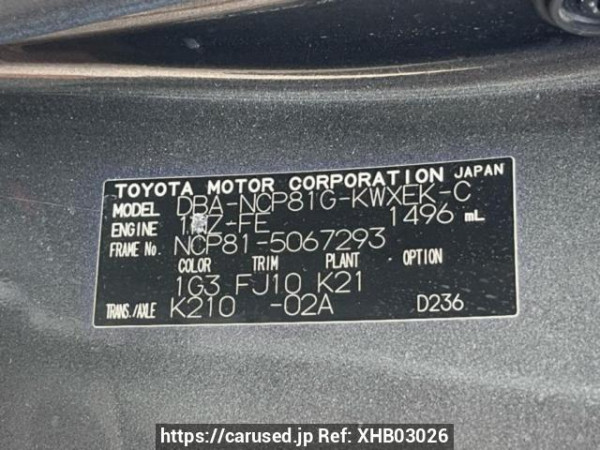 TOYOTA MOTOR CORPORATION JAPAN
MODEL DBA-NCP81G-KWXEK-C
ENGINE Z-FE 1496 mL
FRAME No. NCP81-5067293
COLOR TRIM PLANT OPTION
1G3 FJ10 K21
TRANS./AXLE K210 -02A D236
https://carused.jp Ref: XHB03026